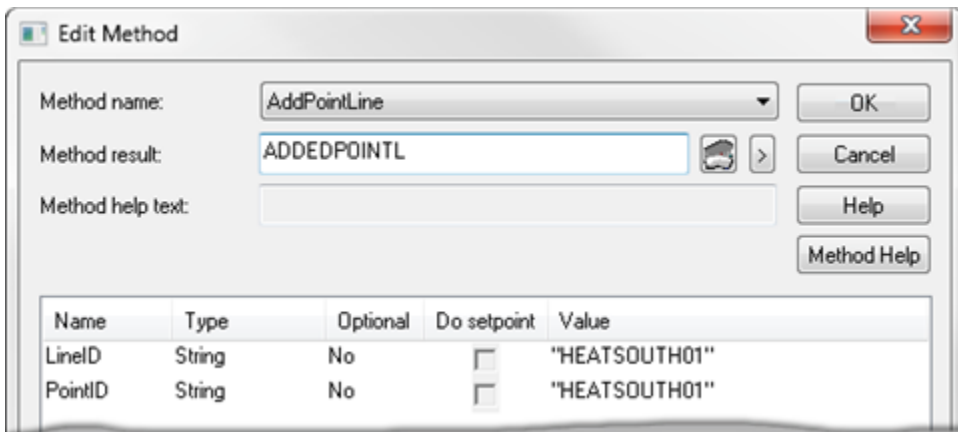 Edit Method
Method name: AddPointLine OK
Method result: ADDEDPOINTL > Cancel
Method help text: Help
Method Help
Name Type Optional Do setpoint Value
LineID String No "HEATSOUTH01"
PointID String No "HEATSOUTH01"